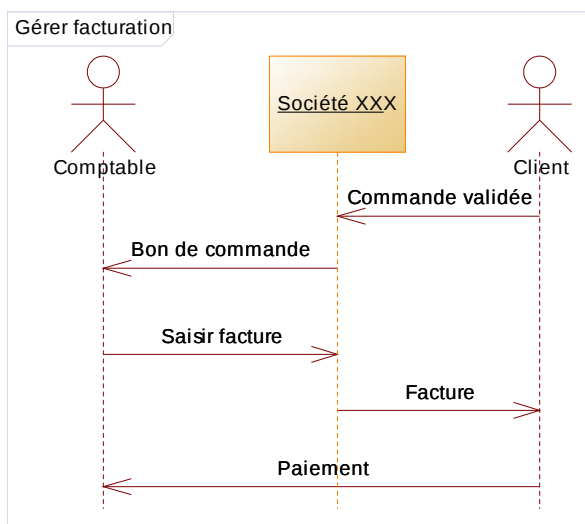 Gérer facturation
Société XXX
Comptable
Client
Commande validée
Bon de commande
Saisir facture
Facture
Paiement